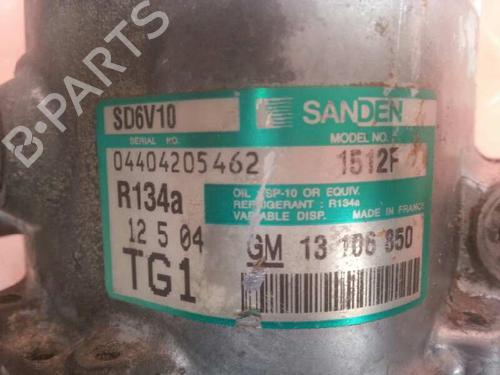 B-PARTS
SD6V10
SANDEN
SERIAL NO.
MODEL NO.
04404205462
1512F
R134a
OIL : SP-10 OR EQUIV.
REFRIGERANT : R134a
VARIABLE DISP. MADE IN FRANCE
12 5 04
GM 13 106 850
TG1